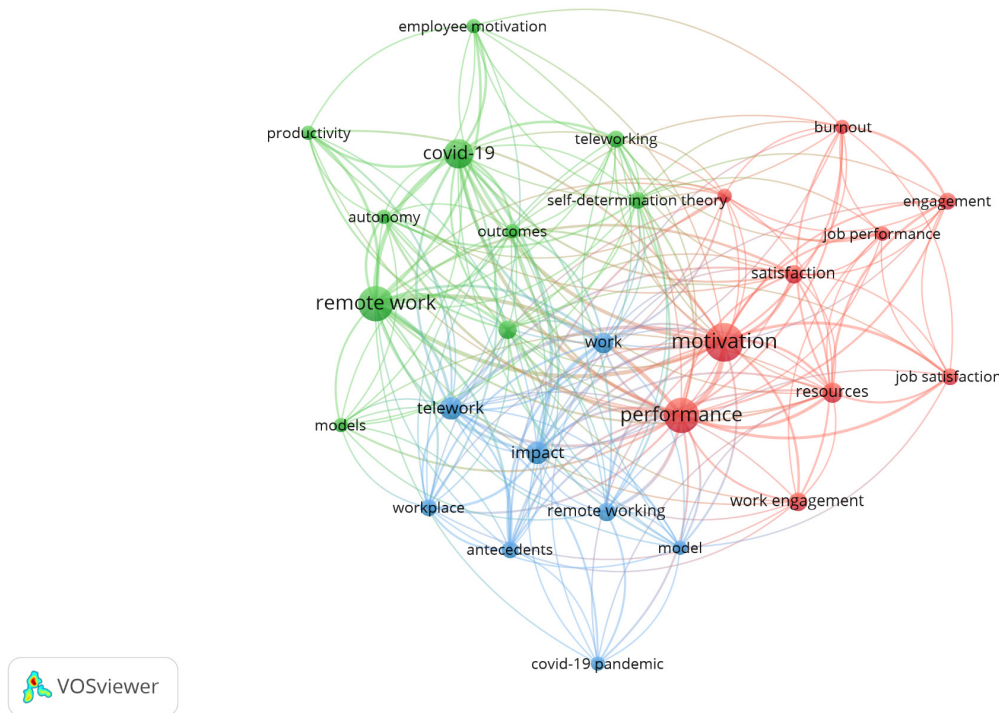 employee motivation
productivity
covid-19
teleworking
burnout
autonomy
outcomes
self-determination theory
engagement
job performance
satisfaction
remote work
work
motivation
telework
performance
resources
job satisfaction
models
impact
workplace
remote working
work engagement
antecedents
model
covid-19 pandemic
VOSviewer